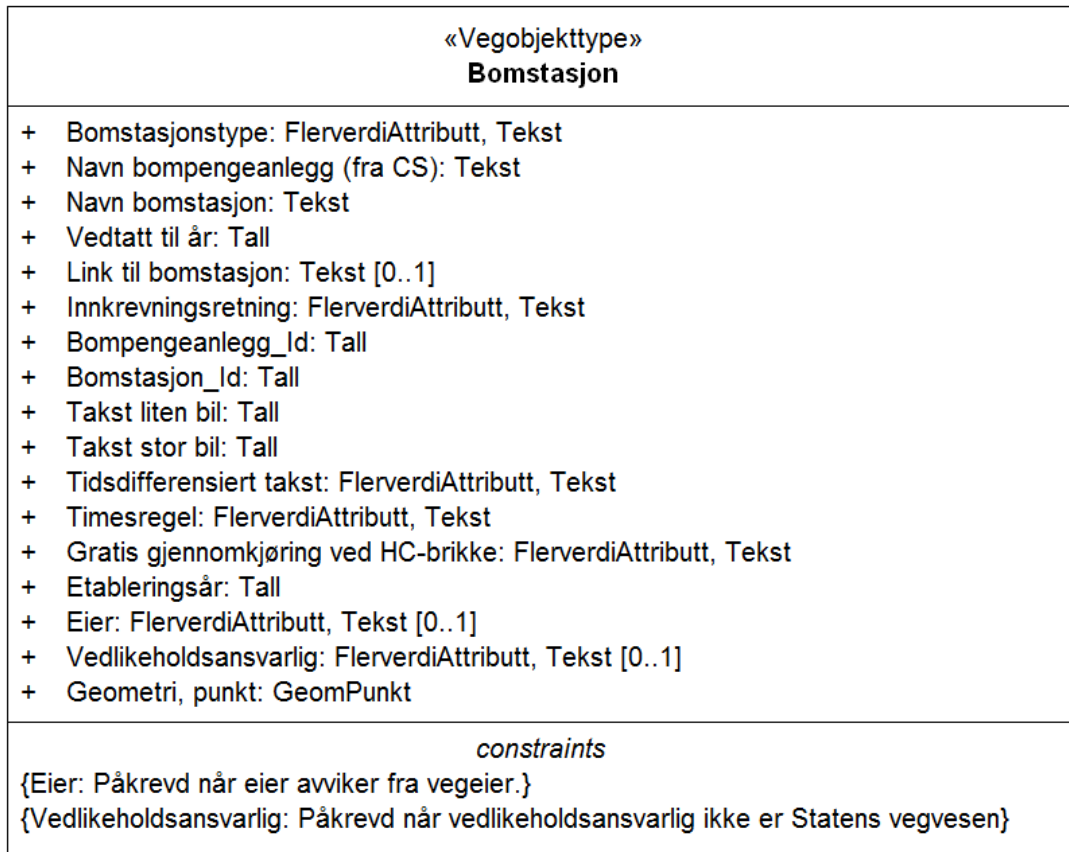 «Vegobjekttype»
Bomstasjon
+ Bomstasjonstype: FlerverdiAttributt, Tekst
+ Navn bompengeanlegg (fra CS): Tekst
+ Navn bomstasjon: Tekst
+ Vedtatt til år: Tall
+ Link til bomstasjon: Tekst [0..1]
+ Innkrevningsretning: FlerverdiAttributt, Tekst
+ Bompengeanlegg_Id: Tall
+ Bomstasjon_Id: Tall
+ Takst liten bil: Tall
+ Takst stor bil: Tall
+ Tidsdifferensiert takst: FlerverdiAttributt, Tekst
+ Timesregel: FlerverdiAttributt, Tekst
+ Gratis gjennomkjøring ved HC-brikke: FlerverdiAttributt, Tekst
+ Etableringsår: Tall
+ Eier: FlerverdiAttributt, Tekst [0..1]
+ Vedlikeholdsansvarlig: FlerverdiAttributt, Tekst [0..1]
+ Geometri, punkt: GeomPunkt
constraints
{Eier: Påkrevd når eier avviker fra vegeier.}
{Vedlikeholdsansvarlig: Påkrevd når vedlikeholdsansvarlig ikke er Statens vegvesen}